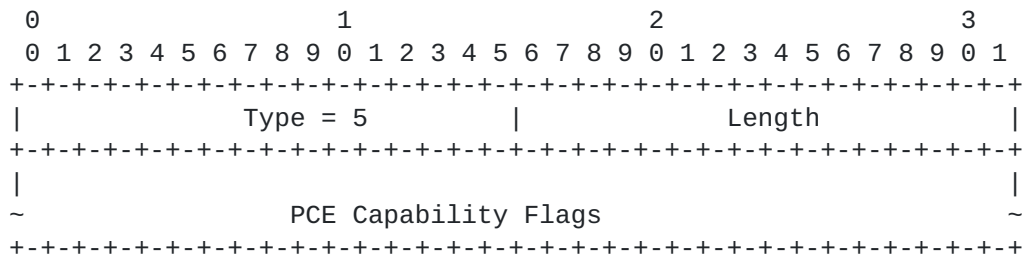 0                   1                   2                   3
 0 1 2 3 4 5 6 7 8 9 0 1 2 3 4 5 6 7 8 9 0 1 2 3 4 5 6 7 8 9 0 1
+-+-+-+-+-+-+-+-+-+-+-+-+-+-+-+-+-+-+-+-+-+-+-+-+-+-+-+-+-+-+-+-+
|              Type = 5         |             Length            |
+-+-+-+-+-+-+-+-+-+-+-+-+-+-+-+-+-+-+-+-+-+-+-+-+-+-+-+-+-+-+-+-+
|                                                               |
~                 PCE Capability Flags                          ~
+-+-+-+-+-+-+-+-+-+-+-+-+-+-+-+-+-+-+-+-+-+-+-+-+-+-+-+-+-+-+-+-+